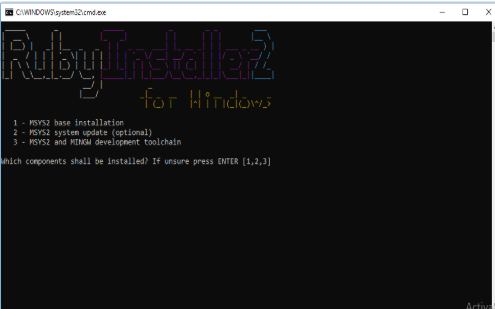 C:\WINDOWS\system32\cmd.exe
RubyInstaller2
for Windows
1 - MSYS2 base installation
2 - MSYS2 system update (optional)
3 - MSYS2 and MINGW development toolchain
Which components shall be installed? If unsure press ENTER [1,2,3]